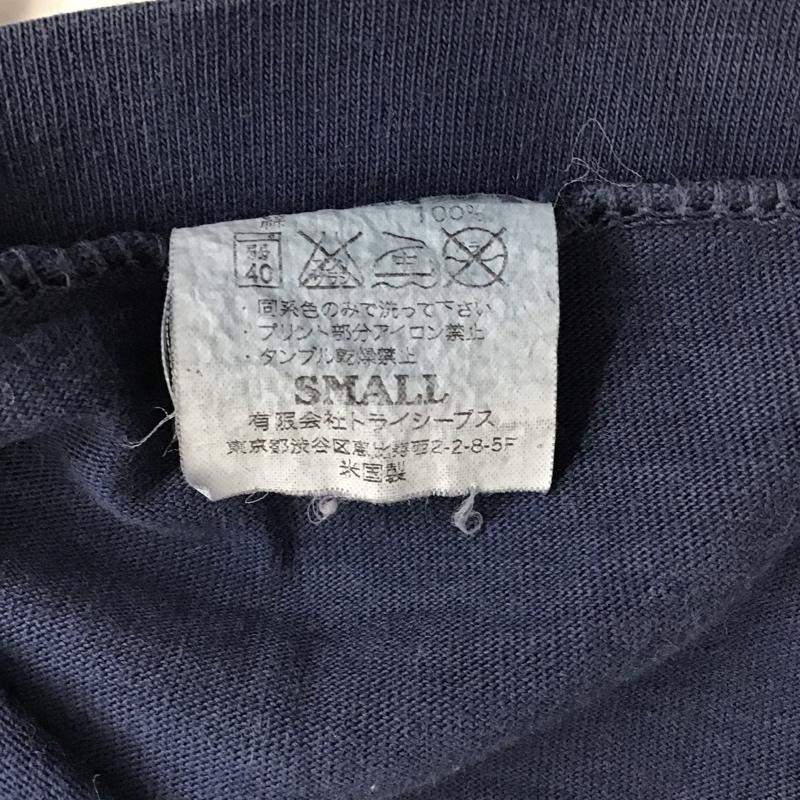 綿 100%
弱 40 中
・同系色のみで洗って下さい
・プリント部分アイロン禁止
・タンブル乾燥禁止
SMALL
有限会社トライシープス
東京都渋谷区恵比寿西2-2-8-5F
米国製